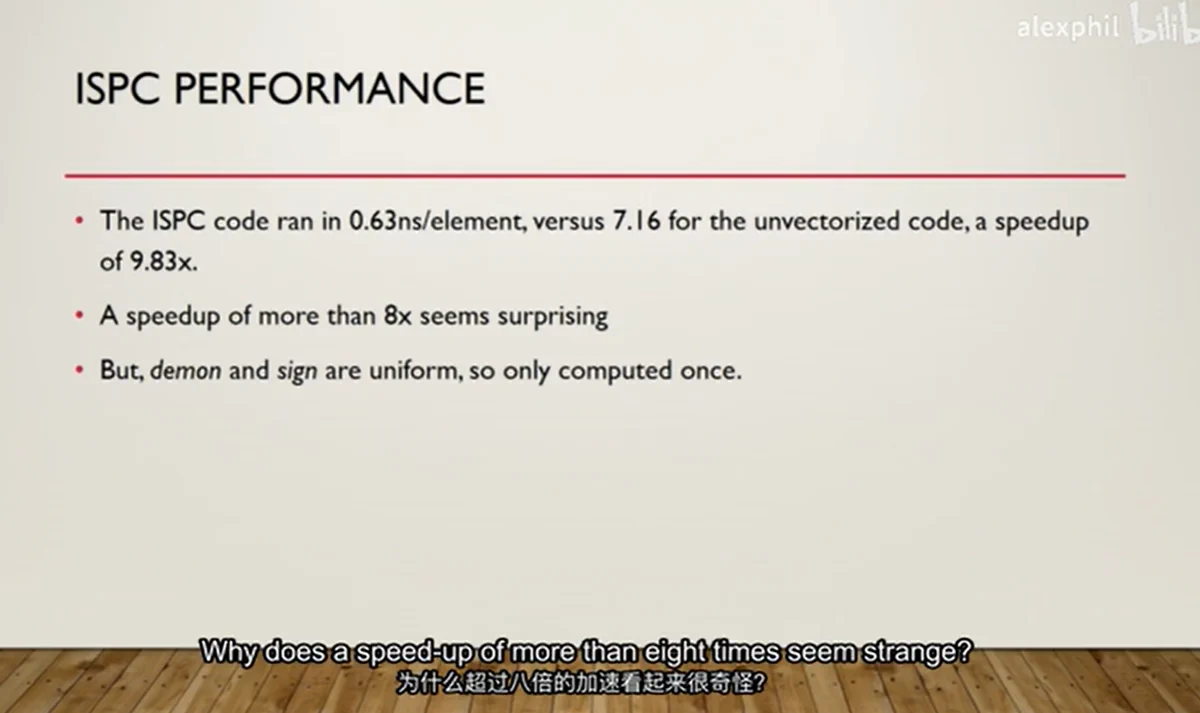 alexphil bilib
ISPC PERFORMANCE
• The ISPC code ran in 0.63ns/element, versus 7.16 for the unvectorized code, a speedup
of 9.83x.
• A speedup of more than 8x seems surprising
• But, demon and sign are uniform, so only computed once.
Why does a speed-up of more than eight times seem strange?
为什么超过八倍的加速看起来很奇怪?